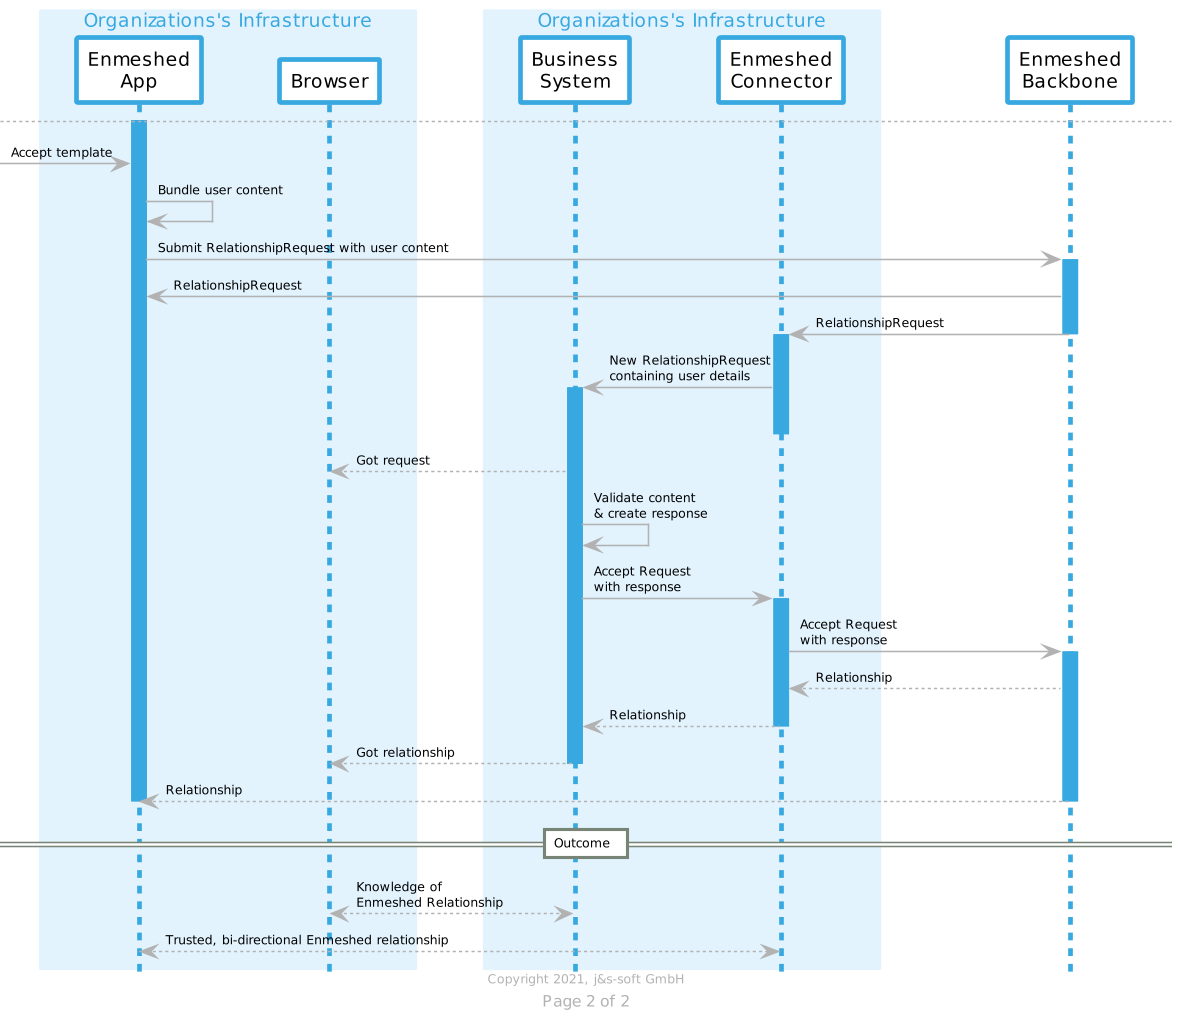 Organizations's Infrastructure
Organizations's Infrastructure
Enmeshed
App
Browser
Business
System
Enmeshed
Connector
Enmeshed
Backbone
Accept template
Bundle user content
Submit RelationshipRequest with user content
RelationshipRequest
RelationshipRequest
New RelationshipRequest
containing user details
Got request
Validate content
& create response
Accept Request
with response
Accept Request
with response
Relationship
Relationship
Got relationship
Relationship
Outcome
Knowledge of
Enmeshed Relationship
Trusted, bi-directional Enmeshed relationship
Copyright 2021, j&s-soft GmbH
Page 2 of 2